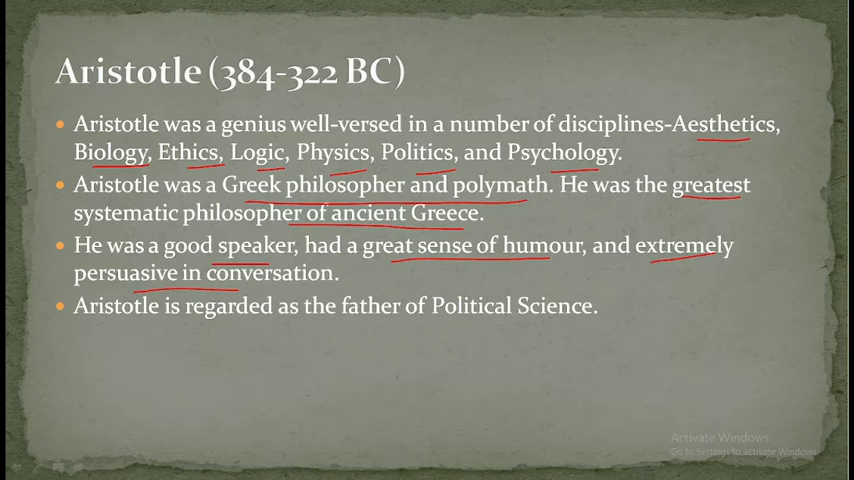 Aristotle (384-322 BC)
• Aristotle was a genius well-versed in a number of disciplines-Aesthetics,
Biology, Ethics, Logic, Physics, Politics, and Psychology.
• Aristotle was a Greek philosopher and polymath. He was the greatest
systematic philosopher of ancient Greece.
• He was a good speaker, had a great sense of humour, and extremely
persuasive in conversation.
• Aristotle is regarded as the father of Political Science.
Activate Windows
Go to Settings to activate Windows.